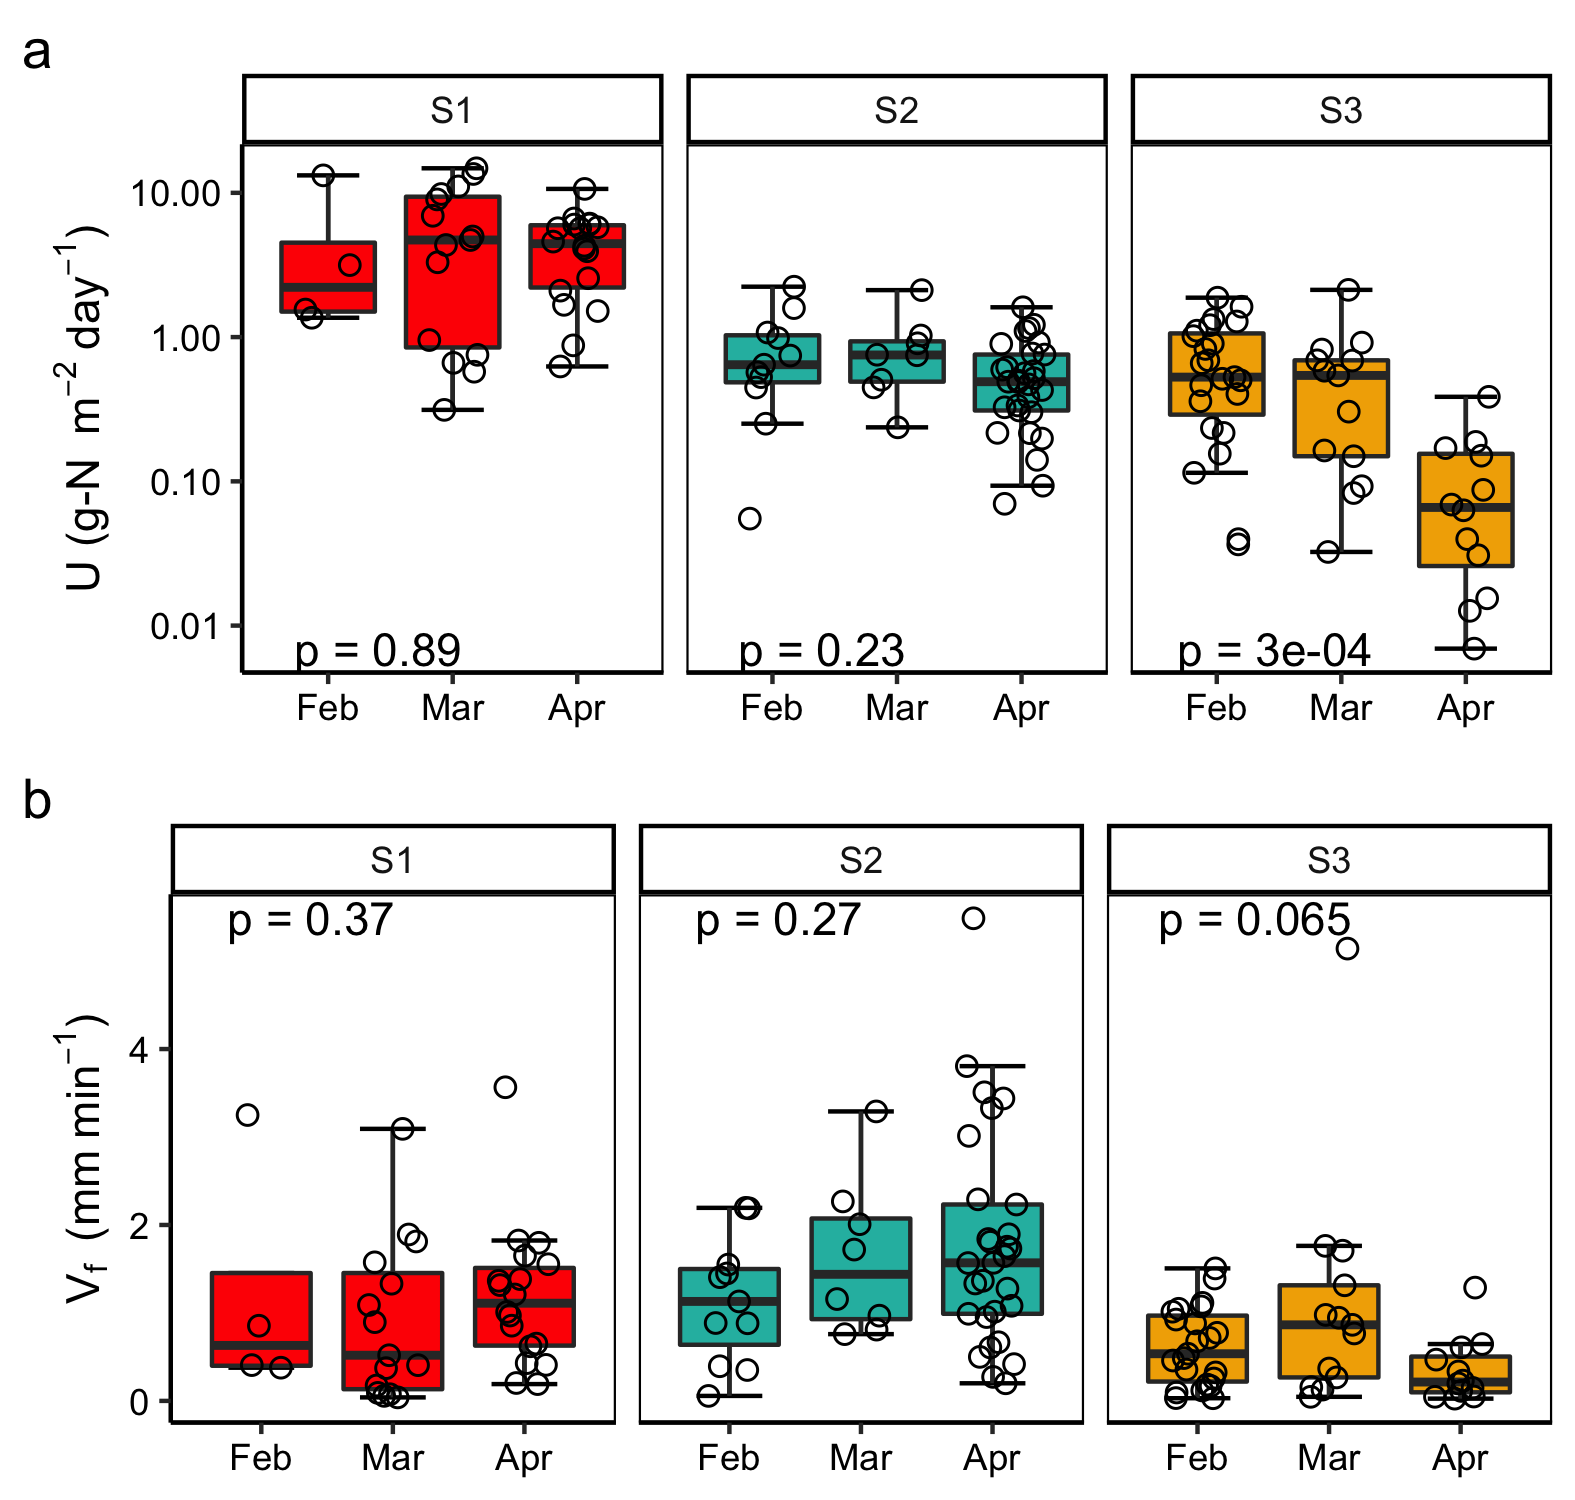 a
S1
S2
S3
U (g-N m⁻² day⁻¹)
10.00
1.00
0.10
0.01
p = 0.89
p = 0.23
p = 3e-04
Feb
Mar
Apr
Feb
Mar
Apr
Feb
Mar
Apr
b
S1
S2
S3
V_f (mm min⁻¹)
4
2
0
p = 0.37
p = 0.27
p = 0.065
Feb
Mar
Apr
Feb
Mar
Apr
Feb
Mar
Apr